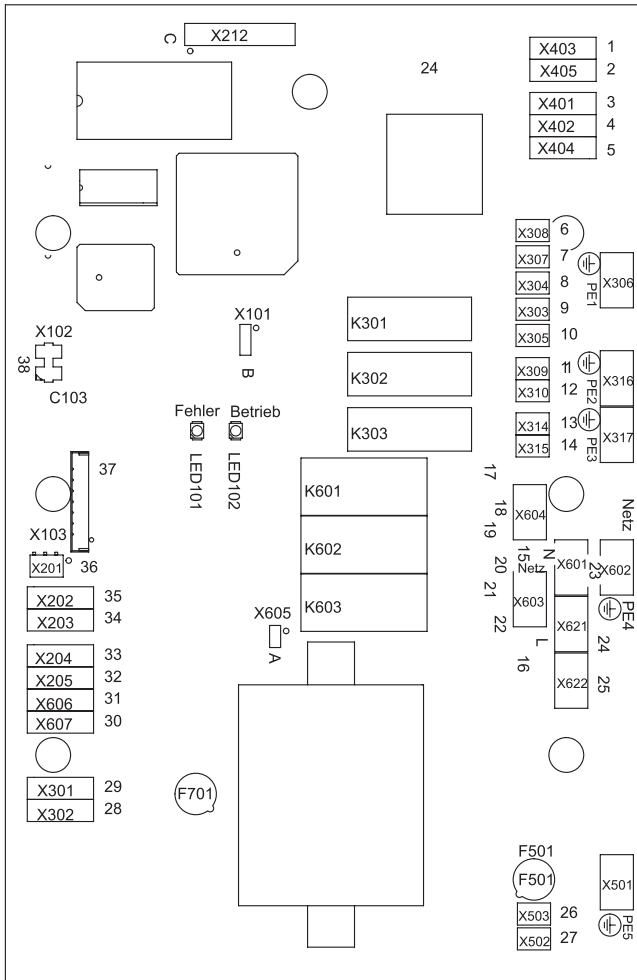 C
X212
X403 1
X405 2
24
X401 3
X402 4
X404 5
X308 6
X307 7
X304 8
X303 9
X305 10
PE1
X306
X309 11
X310 12
PE2
X316
X314 13
X315 14
PE3
X317
X101
B
X102
38
C103
K301
K302
K303
Fehler Betrieb
LED101 LED102
37
K601
K602
K603
17
18
19
20
21
22
X604
15
N
Netz
X603
L
16
X601
23
Netz
X602
PE4
X621
24
X622
25
X103
X201 36
X202 35
X203 34
X204 33
X205 32
X606 31
X607 30
X605
A
X301 29
X302 28
F701
F501
F501
X501
X503 26
X502 27
PE5